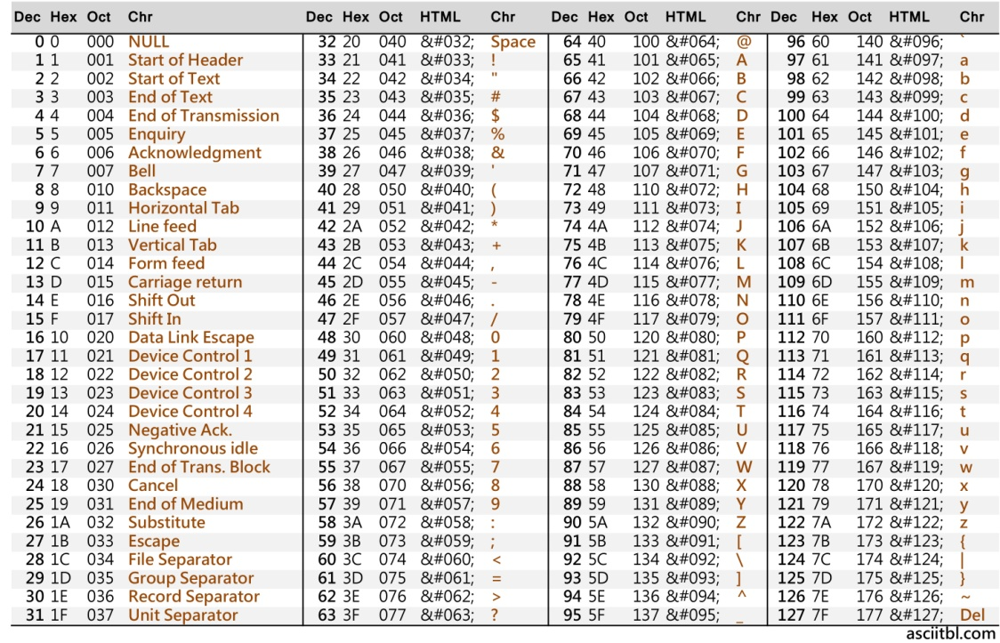 Dec Hex Oct Chr Dec Hex Oct HTML Chr Dec Hex Oct HTML Chr Dec Hex Oct HTML Chr
0 0 000 NULL 32 20 040 &#032; Space 64 40 100 &#064; @ 96 60 140 &#096; `
1 1 001 Start of Header 33 21 041 &#033; ! 65 41 101 &#065; A 97 61 141 &#097; a
2 2 002 Start of Text 34 22 042 &#034; " 66 42 102 &#066; B 98 62 142 &#098; b
3 3 003 End of Text 35 23 043 &#035; # 67 43 103 &#067; C 99 63 143 &#099; c
4 4 004 End of Transmission 36 24 044 &#036; $ 68 44 104 &#068; D 100 64 144 &#100; d
5 5 005 Enquiry 37 25 045 &#037; % 69 45 105 &#069; E 101 65 145 &#101; e
6 6 006 Acknowledgment 38 26 046 &#038; & 70 46 106 &#070; F 102 66 146 &#102; f
7 7 007 Bell 39 27 047 &#039; ' 71 47 107 &#071; G 103 67 147 &#103; g
8 8 010 Backspace 40 28 050 &#040; ( 72 48 110 &#072; H 104 68 150 &#104; h
9 9 011 Horizontal Tab 41 29 051 &#041; ) 73 49 111 &#073; I 105 69 151 &#105; i
10 A 012 Line feed 42 2A 052 &#042; * 74 4A 112 &#074; J 106 6A 152 &#106; j
11 B 013 Vertical Tab 43 2B 053 &#043; + 75 4B 113 &#075; K 107 6B 153 &#107; k
12 C 014 Form feed 44 2C 054 &#044; , 76 4C 114 &#076; L 108 6C 154 &#108; l
13 D 015 Carriage return 45 2D 055 &#045; - 77 4D 115 &#077; M 109 6D 155 &#109; m
14 E 016 Shift Out 46 2E 056 &#046; . 78 4E 116 &#078; N 110 6E 156 &#110; n
15 F 017 Shift In 47 2F 057 &#047; / 79 4F 117 &#079; O 111 6F 157 &#111; o
16 10 020 Data Link Escape 48 30 060 &#048; 0 80 50 120 &#080; P 112 70 160 &#112; p
17 11 021 Device Control 1 49 31 061 &#049; 1 81 51 121 &#081; Q 113 71 161 &#113; q
18 12 022 Device Control 2 50 32 062 &#050; 2 82 52 122 &#082; R 114 72 162 &#114; r
19 13 023 Device Control 3 51 33 063 &#051; 3 83 53 123 &#083; S 115 73 163 &#115; s
20 14 024 Device Control 4 52 34 064 &#052; 4 84 54 124 &#084; T 116 74 164 &#116; t
21 15 025 Negative Ack. 53 35 065 &#053; 5 85 55 125 &#085; U 117 75 165 &#117; u
22 16 026 Synchronous idle 54 36 066 &#054; 6 86 56 126 &#086; V 118 76 166 &#118; v
23 17 027 End of Trans. Block 55 37 067 &#055; 7 87 57 127 &#087; W 119 77 167 &#119; w
24 18 030 Cancel 56 38 070 &#056; 8 88 58 130 &#088; X 120 78 170 &#120; x
25 19 031 End of Medium 57 39 071 &#057; 9 89 59 131 &#089; Y 121 79 171 &#121; y
26 1A 032 Substitute 58 3A 072 &#058; : 90 5A 132 &#090; Z 122 7A 172 &#122; z
27 1B 033 Escape 59 3B 073 &#059; ; 91 5B 133 &#091; [ 123 7B 173 &#123; {
28 1C 034 File Separator 60 3C 074 &#060; < 92 5C 134 &#092; \ 124 7C 174 &#124; |
29 1D 035 Group Separator 61 3D 075 &#061; = 93 5D 135 &#093; ] 125 7D 175 &#125; }
30 1E 036 Record Separator 62 3E 076 &#062; > 94 5E 136 &#094; ^ 126 7E 176 &#126; ~
31 1F 037 Unit Separator 63 3F 077 &#063; ? 95 5F 137 &#095; _ 127 7F 177 &#127; Del
asciitbl.com